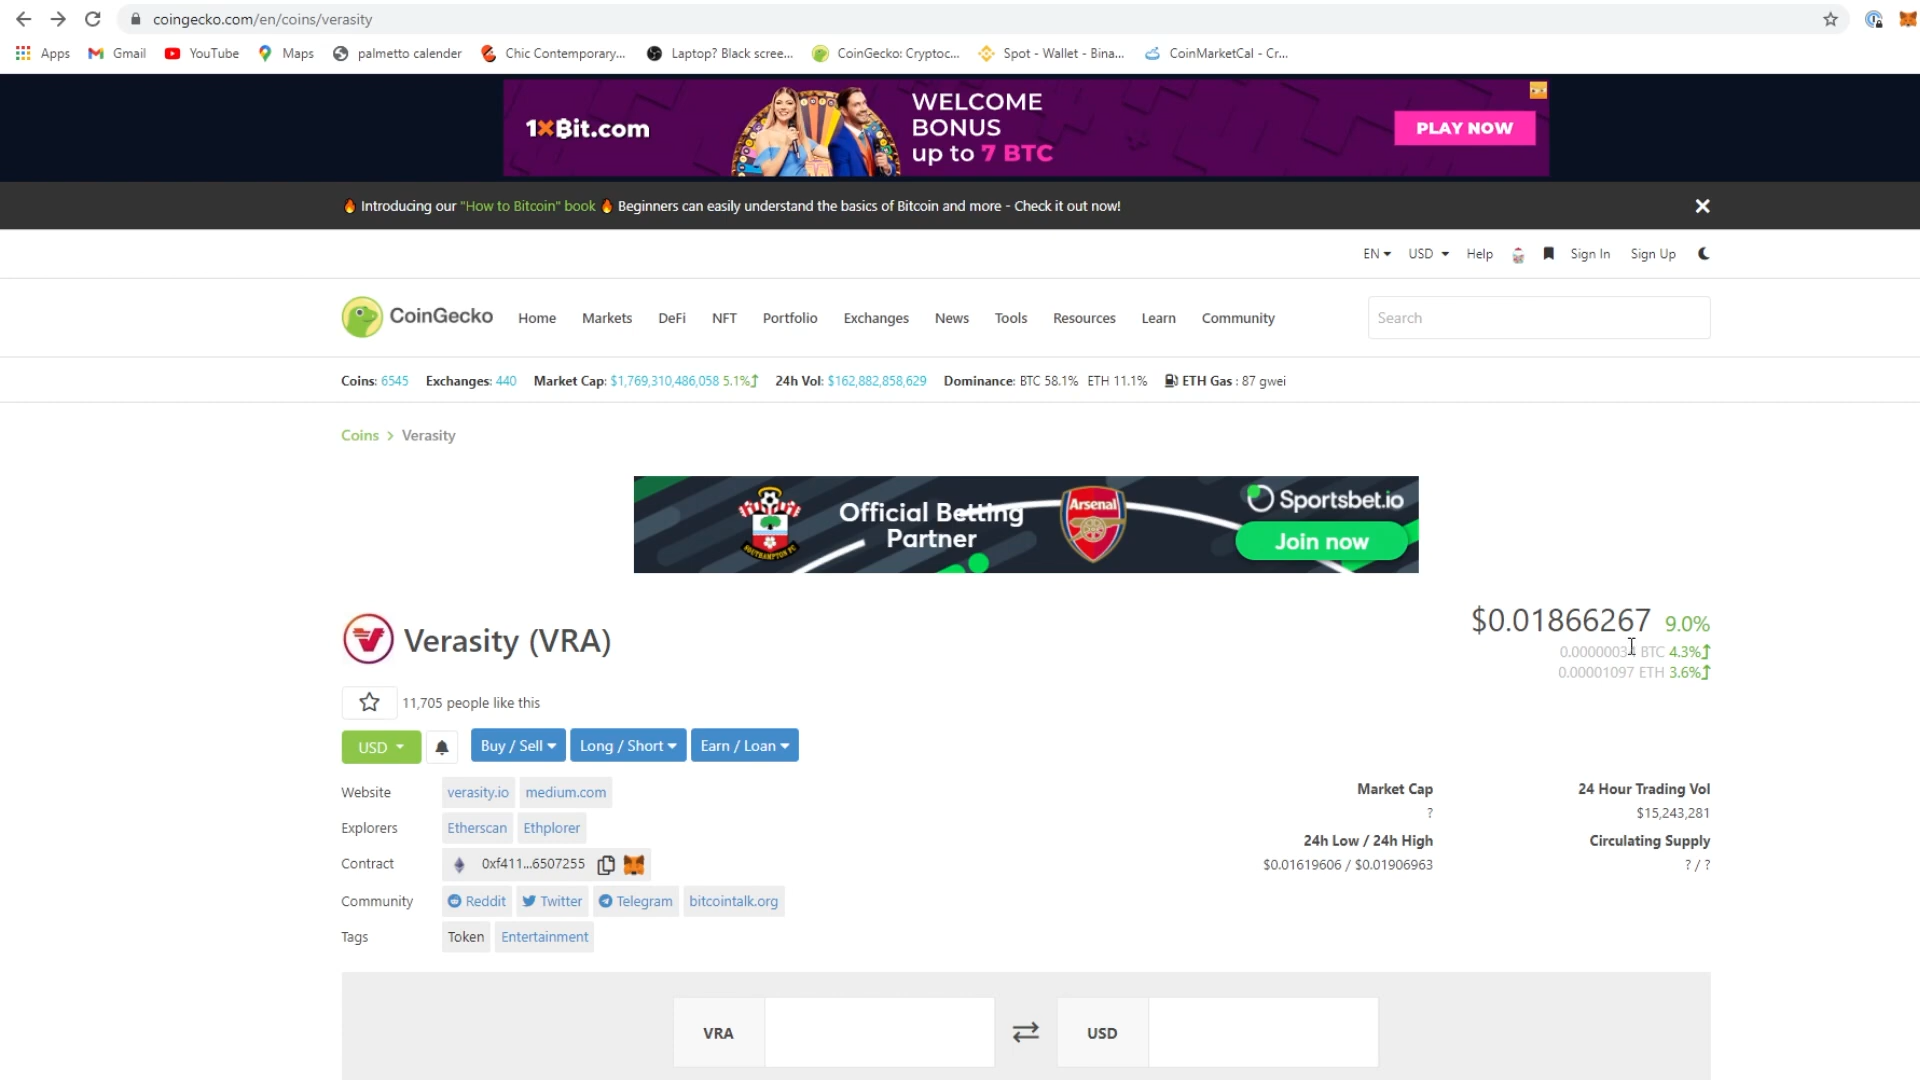 coingecko.com/en/coins/verasity
Apps Gmail YouTube Maps palmetto calender Chic Contemporary... Laptop? Black scree... CoinGecko: Cryptoc... Spot - Wallet - Bina... CoinMarketCal - Cr...
1XBit.com
WELCOME
BONUS
up to 7 BTC
PLAY NOW
Introducing our "How to Bitcoin" book Beginners can easily understand the basics of Bitcoin and more - Check it out now!
EN USD Help Sign In Sign Up
CoinGecko Home Markets DeFi NFT Portfolio Exchanges News Tools Resources Learn Community Search
Coins: 6545 Exchanges: 440 Market Cap: $1,769,310,486,058 5.1% 24h Vol: $162,882,858,629 Dominance: BTC 58.1% ETH 11.1% ETH Gas : 87 gwei
Coins > Verasity
SOUTHAMPTON FC
Official Betting
Partner
Arsenal
Sportsbet.io
Join now
Verasity (VRA)
$0.01866267 9.0%
0.00000034 BTC 4.3%
0.00001097 ETH 3.6%
11,705 people like this
USD Buy / Sell Long / Short Earn / Loan
Website verasity.io medium.com
Explorers Etherscan Ethplorer
Contract 0xf411...6507255
Community Reddit Twitter Telegram bitcointalk.org
Tags Token Entertainment
Market Cap
?
24 Hour Trading Vol
$15,243,281
24h Low / 24h High
$0.01619606 / $0.01906963
Circulating Supply
? / ?
VRA USD